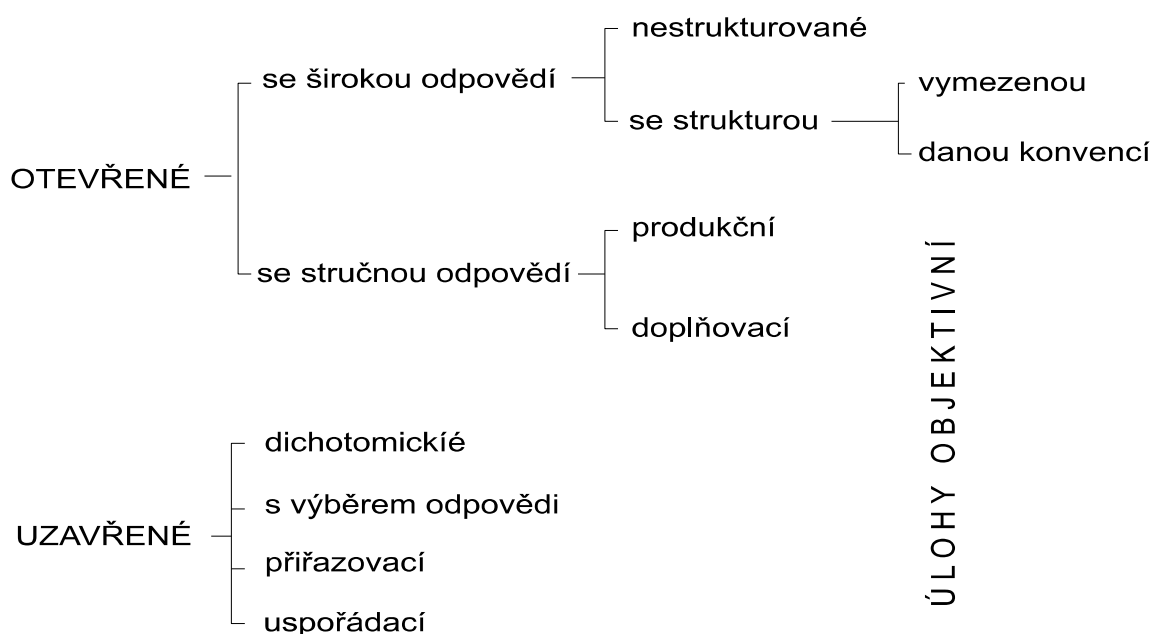 OTEVŘENÉ
se širokou odpovědí
nestrukturované
se strukturou
vymezenou
danou konvencí
se stručnou odpovědí
produkční
doplňovací
UZAVŘENÉ
dichotomickíé
s výběrem odpovědi
přiřazovací
uspořádací
ÚLOHY OBJEKTIVNÍ